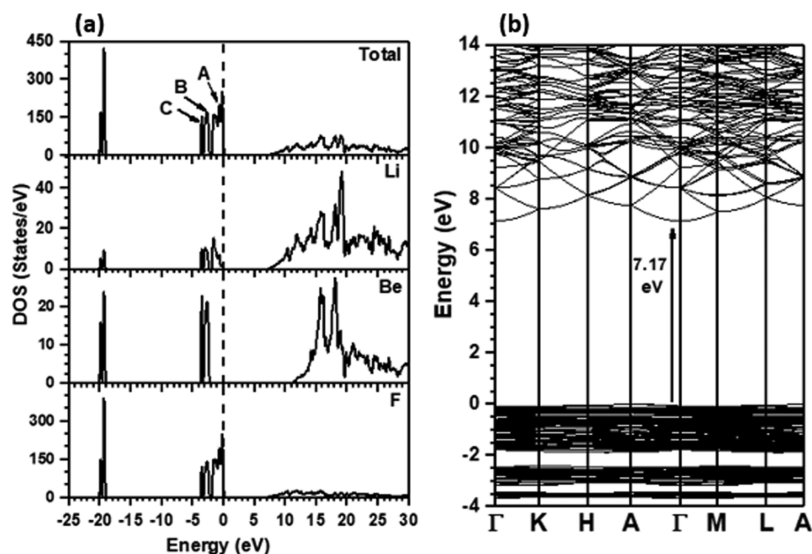 (a)
450
300
150
0
Total
A
B
C
40
20
0
Li
20
0
Be
300
150
0
F
DOS (States/eV)
-25 -20 -15 -10 -5 0 5 10 15 20 25 30
Energy (eV)
(b)
14
12
10
8
6
4
2
0
-2
-4
Energy (eV)
7.17
eV
Γ K H A Γ M L A